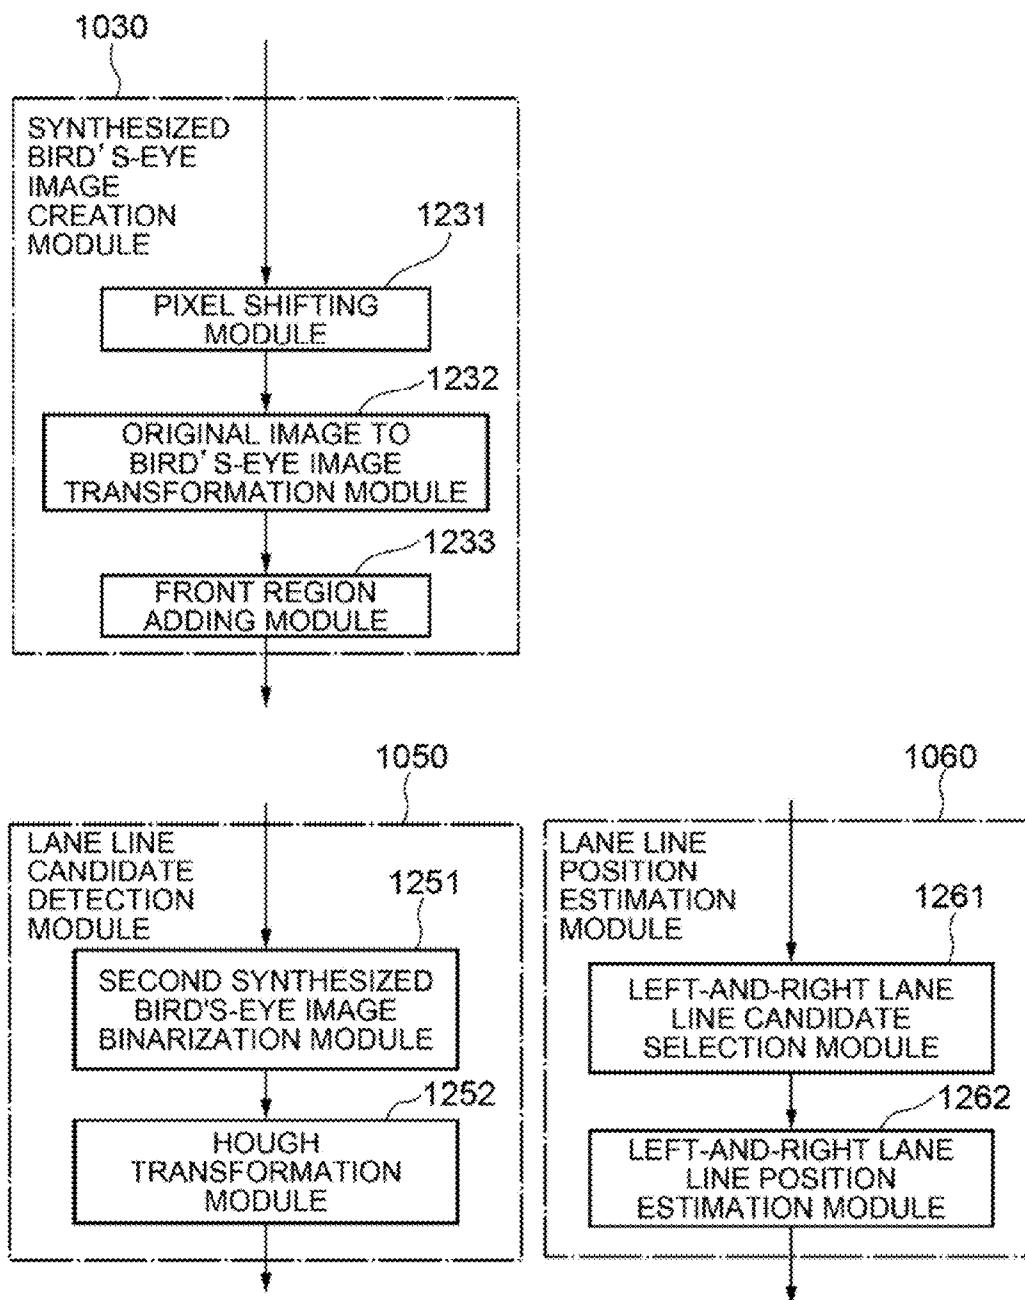 1030
SYNTHESIZED
BIRD'S-EYE
IMAGE
CREATION
MODULE
1231
PIXEL SHIFTING
MODULE
1232
ORIGINAL IMAGE TO
BIRD'S-EYE IMAGE
TRANSFORMATION MODULE
1233
FRONT REGION
ADDING MODULE
1050
LANE LINE
CANDIDATE
DETECTION
MODULE
1251
SECOND SYNTHESIZED
BIRD'S-EYE IMAGE
BINARIZATION MODULE
1252
HOUGH
TRANSFORMATION
MODULE
1060
LANE LINE
POSITION
ESTIMATION
MODULE
1261
LEFT-AND-RIGHT LANE
LINE CANDIDATE
SELECTION MODULE
1262
LEFT-AND-RIGHT LANE
LINE POSITION
ESTIMATION MODULE